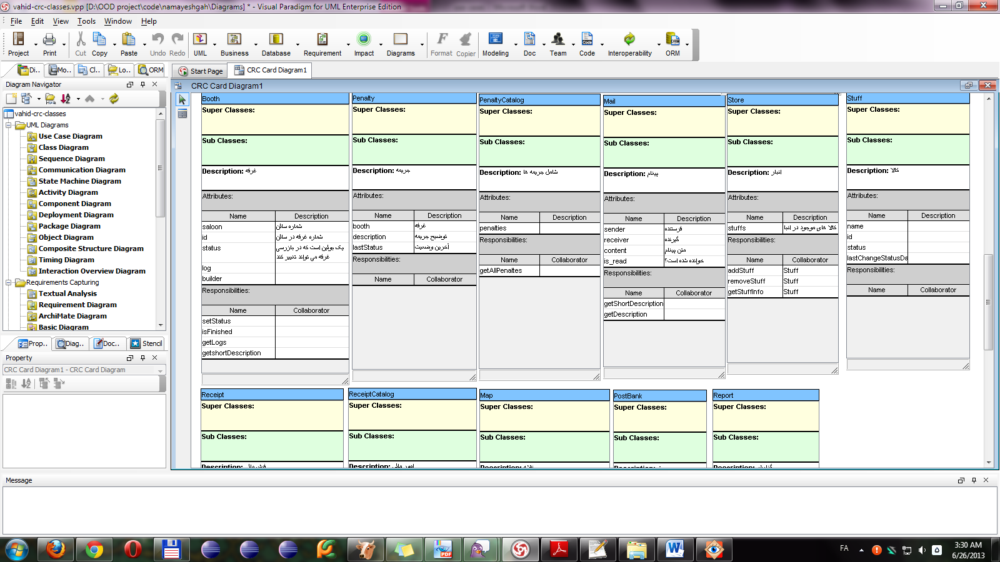 vahid-crc-classes.vpp [D:\OOD project\code\namayeshgah\Diagrams] * - Visual Paradigm for UML Enterprise Edition
File Edit View Tools Window Help
Project Print Cut Copy Paste Undo Redo UML Business Database Requirement Impact Diagrams Format Copier Modeling Doc Team Code Interoperability ORM
Di.. Mo.. Cl.. Lo.. ORM
Start Page CRC Card Diagram1
Diagram Navigator
CRC Card Diagram1
vahid-crc-classes
UML Diagrams
Use Case Diagram
Class Diagram
Sequence Diagram
Communication Diagram
State Machine Diagram
Activity Diagram
Component Diagram
Deployment Diagram
Package Diagram
Object Diagram
Composite Structure Diagram
Timing Diagram
Interaction Overview Diagram
Requirements Capturing
Textual Analysis
Requirement Diagram
ArchiMate Diagram
Basic Diagram
Prop.. Diag.. Doc.. Stencil
Property
CRC Card Diagram1 - CRC Card Diagram
Booth
Super Classes:
Sub Classes:
Description: غرفه
Attributes:
Name Description
saloon شماره سالن
id شماره غرفه در سالن
status یک بولین است که در بازرسی
غرفه می تواند تغییر کند
log
builder
Responsibilities:
Name Collaborator
setStatus
isFinished
getLogs
getshortDescription
Penalty
Super Classes:
Sub Classes:
Description: جریمه
Attributes:
Name Description
booth غرفه
description توضیح جریمه
lastStatus آخرین وضعیت
Responsibilities:
Name Collaborator
PenaltyCatalog
Super Classes:
Sub Classes:
Description: شامل جریمه ها
Attributes:
Name Description
penalties
Responsibilities:
Name Collaborator
getAllPenaltes
Mail
Super Classes:
Sub Classes:
Description: پیغام
Attributes:
Name Description
sender فرستنده
receiver گیرنده
content متن پیغام
is_read خوانده شده است؟
Responsibilities:
Name Collaborator
getShortDescription
getDescription
Store
Super Classes:
Sub Classes:
Description: انبار
Attributes:
Name Description
stuffs کالا های موجود در انبا
Responsibilities:
Name Collaborator
addStuff Stuff
removeStuff Stuff
getStuffInfo Stuff
Stuff
Super Classes:
Sub Classes:
Description: کالا
Attributes:
Name Description
name
id
status
lastChangeStatusDa
Responsibilities:
Name Collaborator
Receipt
Super Classes:
Sub Classes:
Description:
ReceiptCatalog
Super Classes:
Sub Classes:
Description: امور مالی
Map
Super Classes:
Sub Classes:
Description: نقشه
PostBank
Super Classes:
Sub Classes:
Description:
Report
Super Classes:
Sub Classes:
Description: گزارش
Message
FA
3:30 AM
6/26/2013